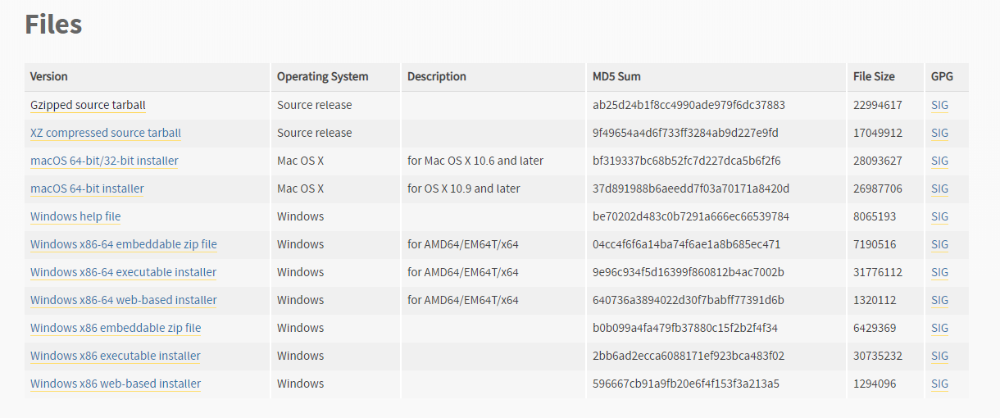 Files
Version Operating System Description MD5 Sum File Size GPG
Gzipped source tarball Source release ab25d24b1f8cc4990ade979f6dc37883 22994617 SIG
XZ compressed source tarball Source release 9f49654a4d6f733ff3284ab9d227e9fd 17049912 SIG
macOS 64-bit/32-bit installer Mac OS X for Mac OS X 10.6 and later bf319337bc68b52fc7d227dca5b6f2f6 28093627 SIG
macOS 64-bit installer Mac OS X for OS X 10.9 and later 37d891988b6aeedd7f03a70171a8420d 26987706 SIG
Windows help file Windows be70202d483c0b7291a666ec66539784 8065193 SIG
Windows x86-64 embeddable zip file Windows for AMD64/EM64T/x64 04cc4f6f6a14ba74f6ae1a8b685ec471 7190516 SIG
Windows x86-64 executable installer Windows for AMD64/EM64T/x64 9e96c934f5d16399f860812b4ac7002b 31776112 SIG
Windows x86-64 web-based installer Windows for AMD64/EM64T/x64 640736a3894022d30f7babff77391d6b 1320112 SIG
Windows x86 embeddable zip file Windows b0b099a4fa479fb37880c15f2b2f4f34 6429369 SIG
Windows x86 executable installer Windows 2bb6ad2ecca6088171ef923bca483f02 30735232 SIG
Windows x86 web-based installer Windows 596667cb91a9fb20e6f4f153f3a213a5 1294096 SIG